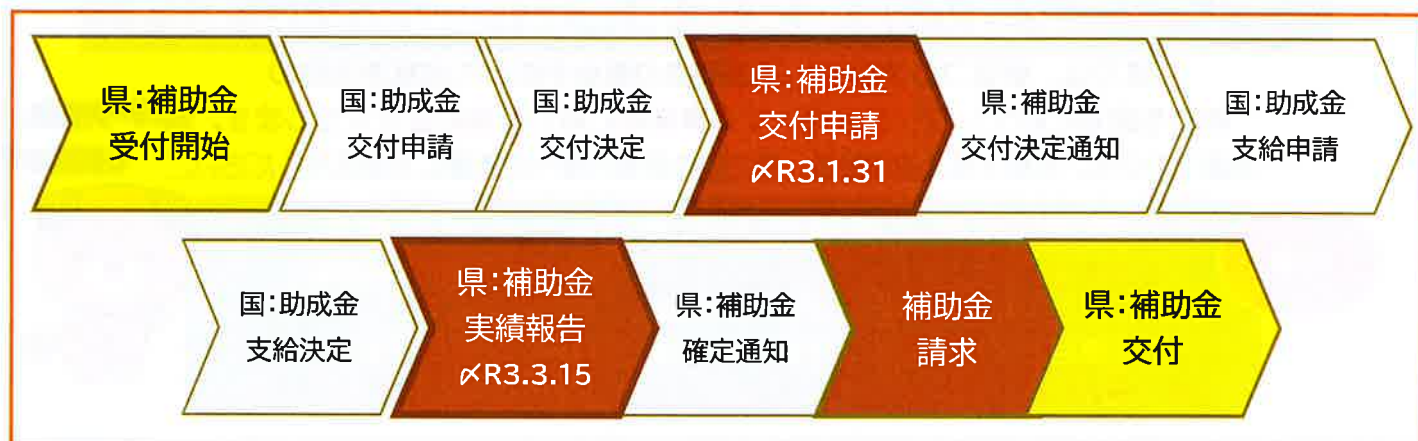 県:補助金
受付開始
国:助成金
交付申請
国:助成金
交付決定
県:補助金
交付申請
〆R3.1.31
県:補助金
交付決定通知
国:助成金
支給申請
国:助成金
支給決定
県:補助金
実績報告
〆R3.3.15
県:補助金
確定通知
補助金
請求
県:補助金
交付